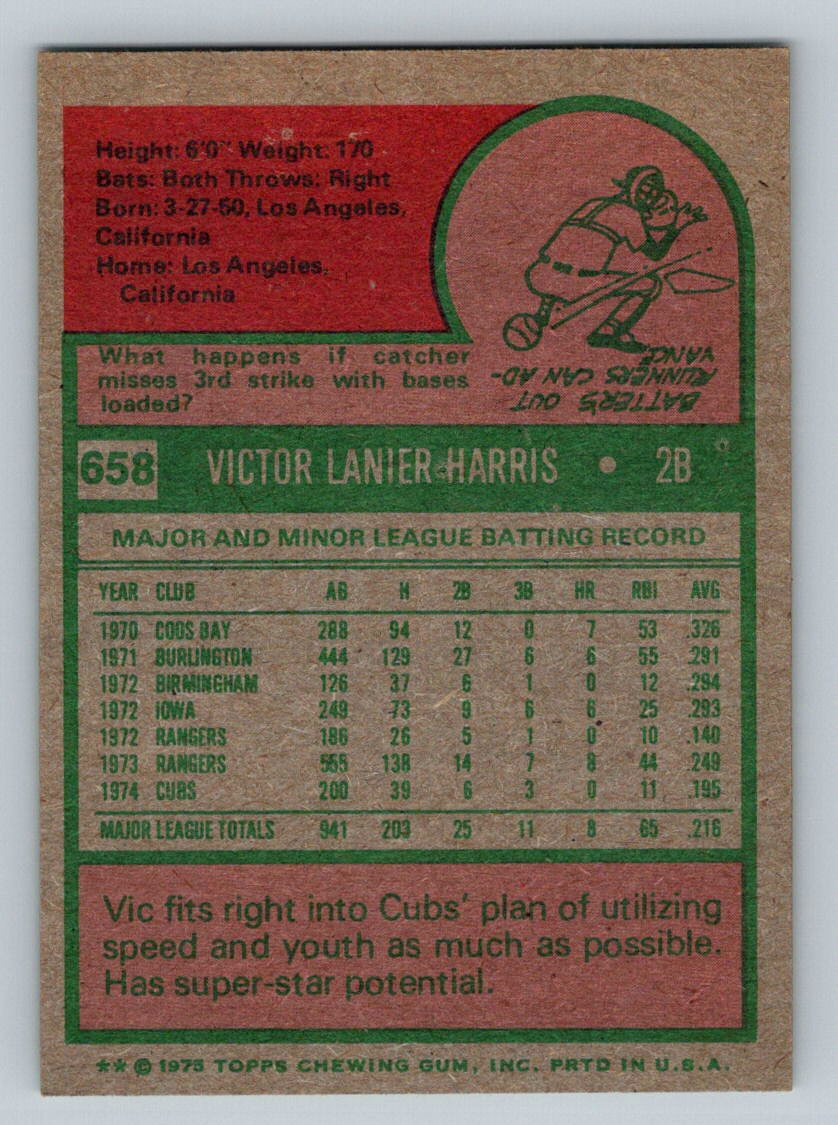 Height: 6'0" Weight: 170
Bats: Both Throws: Right
Born: 3-27-50, Los Angeles,
California
Home: Los Angeles,
California
What happens if catcher
misses 3rd strike with bases
loaded?
BATTER'S OUT
RUNNERS CAN AD-
VANCE
658 VICTOR LANIER HARRIS • 2B
MAJOR AND MINOR LEAGUE BATTING RECORD
YEAR CLUB AB H 2B 3B HR RBI AVG
1970 COOS BAY 288 94 12 0 7 53 .326
1971 BURLINGTON 444 129 27 6 6 55 .291
1972 BIRMINGHAM 126 37 6 1 0 12 .294
1972 IOWA 249 73 9 6 6 25 .293
1972 RANGERS 186 26 5 1 0 10 .140
1973 RANGERS 555 138 14 7 8 44 .249
1974 CUBS 200 39 6 3 0 11 .195
MAJOR LEAGUE TOTALS 941 203 25 11 8 65 .216
Vic fits right into Cubs' plan of utilizing
speed and youth as much as possible.
Has super-star potential.
** © 1975 TOPPS CHEWING GUM, INC. PRTD IN U.S.A.